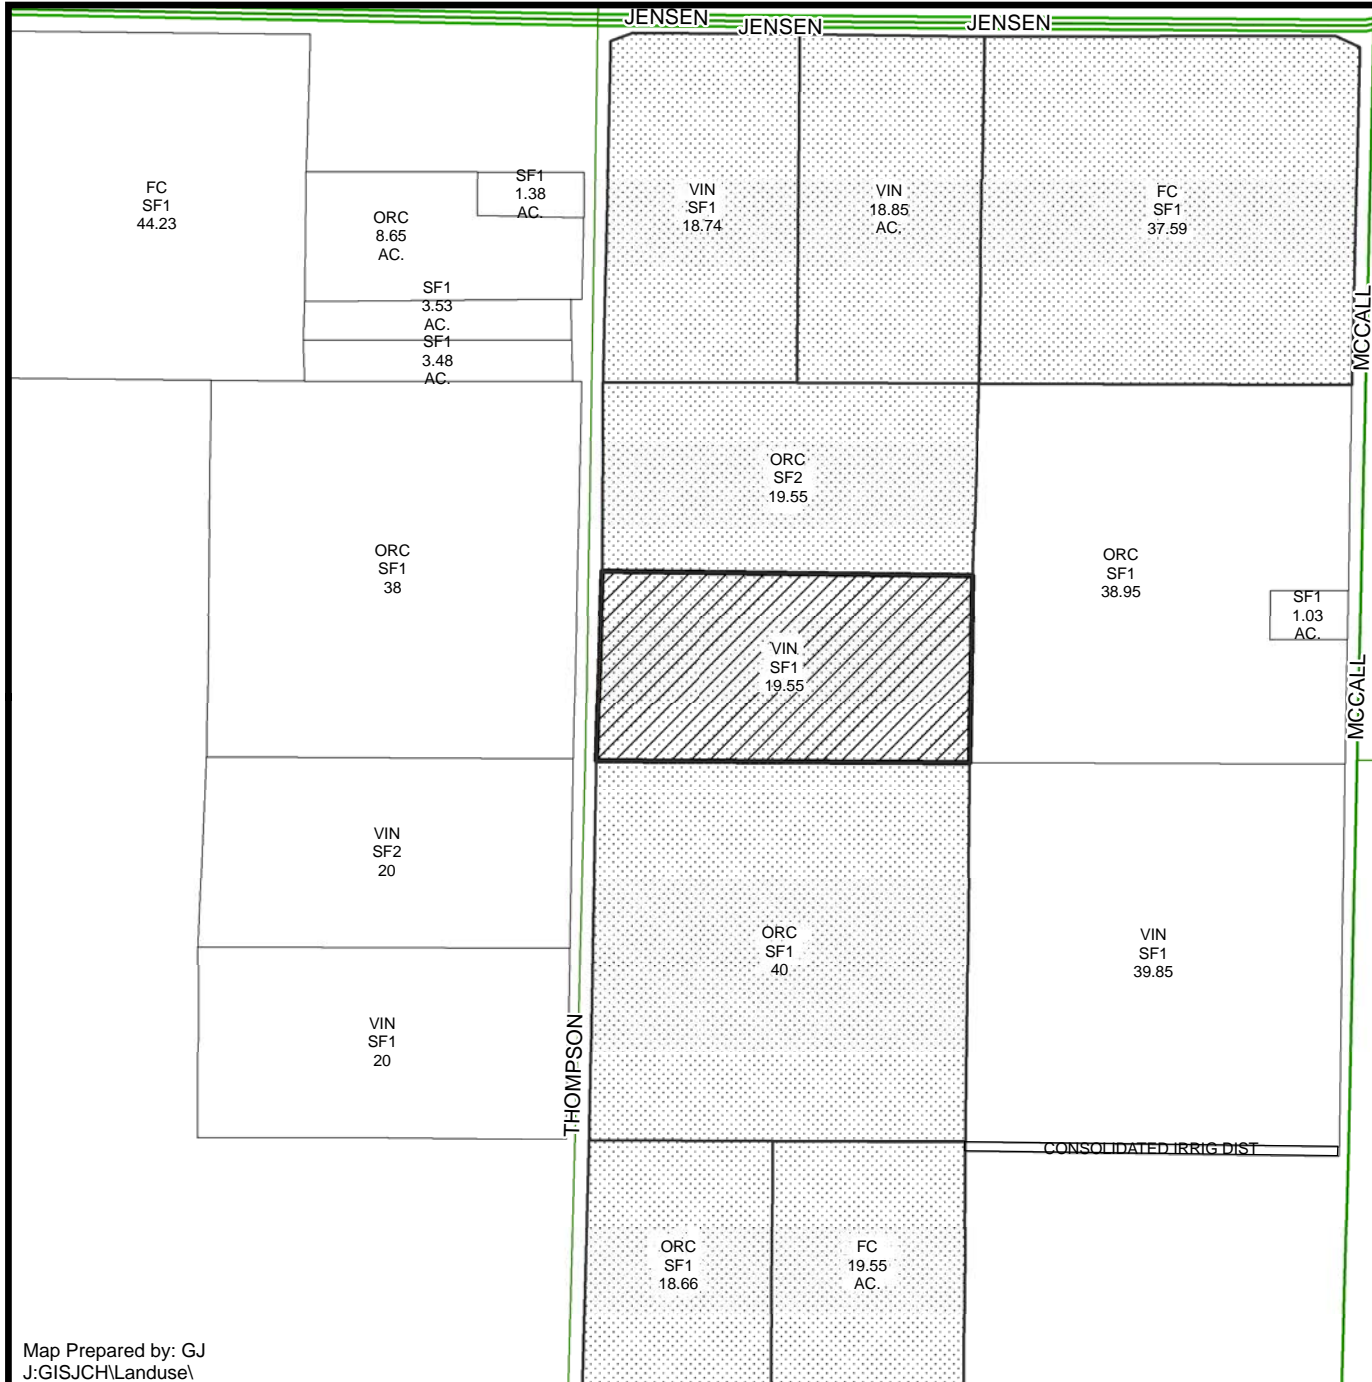 JENSEN
JENSEN
JENSEN
FC
SF1
44.23
SF1
1.38
AC.
ORC
8.65
AC.
SF1
3.53
AC.
SF1
3.48
AC.
VIN
SF1
18.74
VIN
18.85
AC.
FC
SF1
37.59
MCCALL
ORC
SF2
19.55
ORC
SF1
38
ORC
SF1
38.95
SF1
1.03
AC.
VIN
SF1
19.55
MCCALL
VIN
SF2
20
ORC
SF1
40
VIN
SF1
39.85
VIN
SF1
20
THOMPSON
CONSOLIDATED IRRIG DIST
ORC
SF1
18.66
FC
19.55
AC.
Map Prepared by: GJ
J:GISJCH\Landuse\